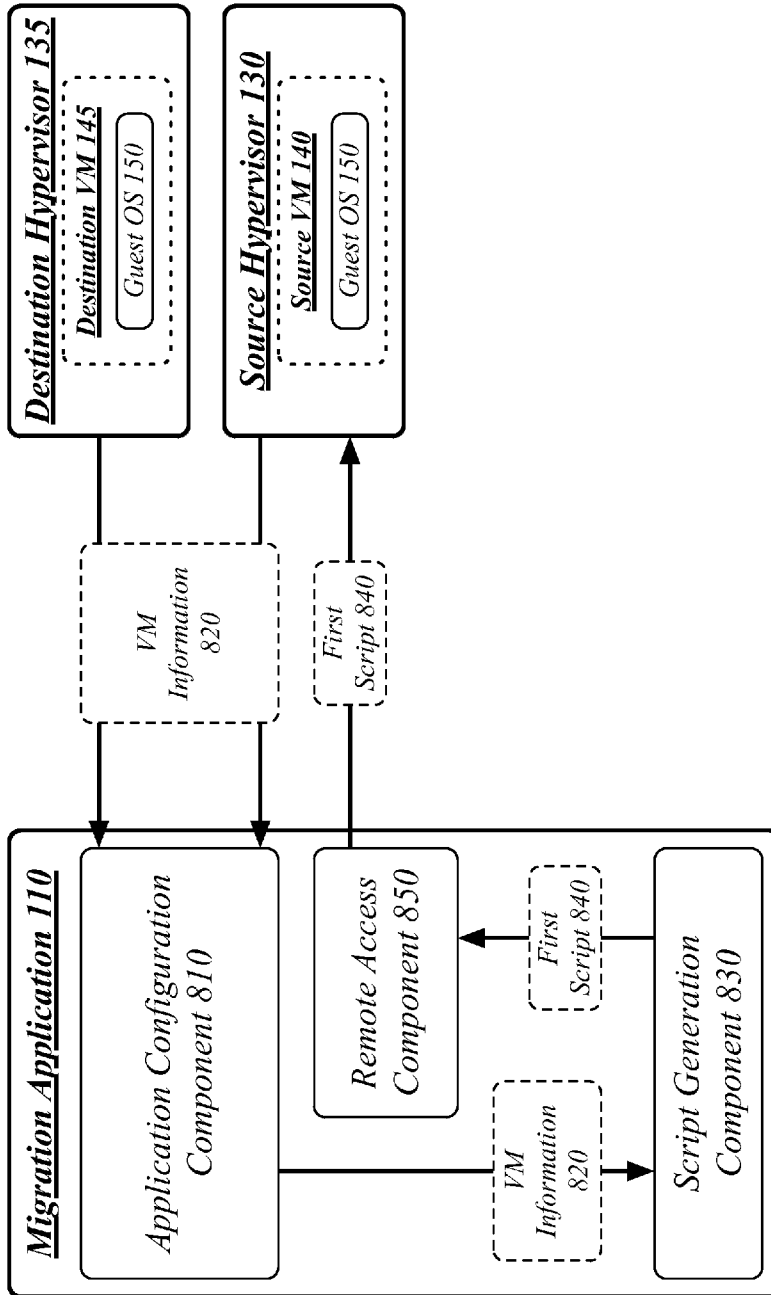 Migration Application 110
Application Configuration
Component 810
Remote Access
Component 850
VM
Information
820
First
Script 840
Script Generation
Component 830
VM
Information
820
First
Script 840
Destination Hypervisor 135
Destination VM 145
Guest OS 150
Source Hypervisor 130
Source VM 140
Guest OS 150